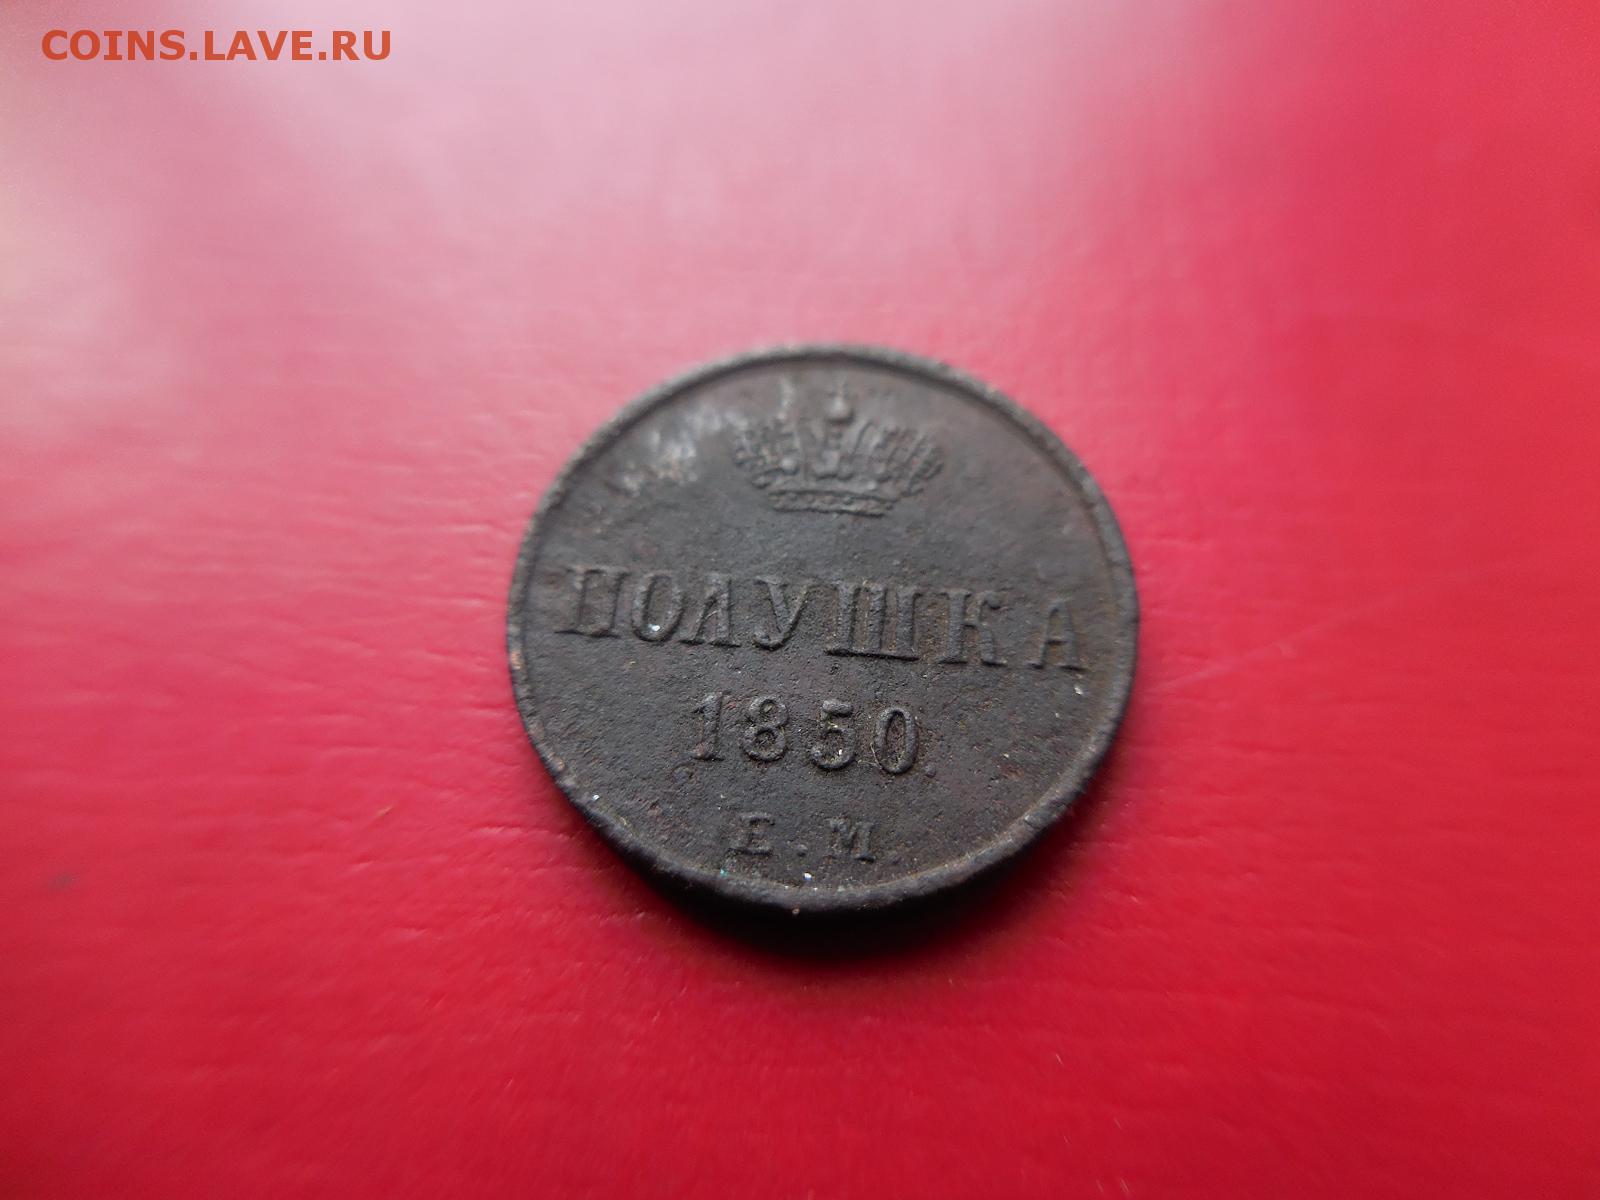 COINS.LAVE.RU
ПОЛУШКА
1850.
Е.М.